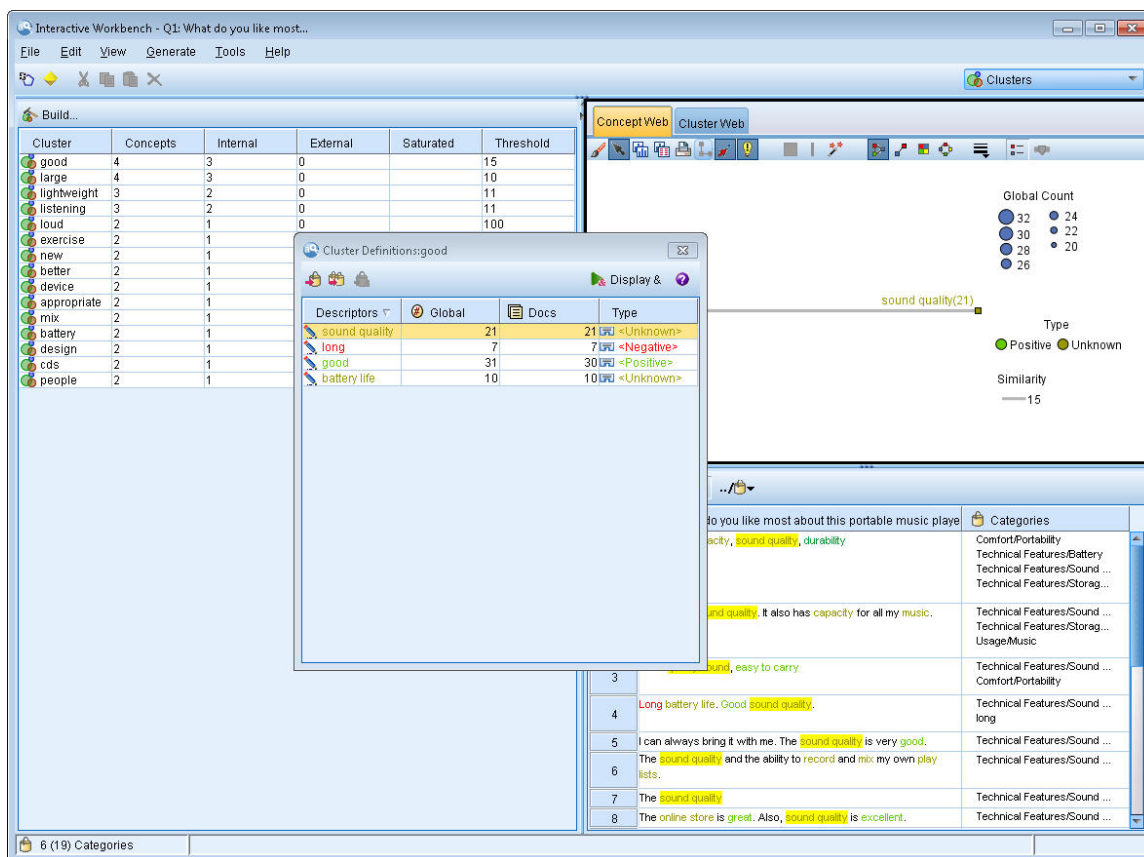 Interactive Workbench - Q1: What do you like most...
File Edit View Generate Tools Help
Clusters
Build...
Cluster Concepts Internal External Saturated Threshold
good 4 3 0 15
large 4 3 0 10
lightweight 3 2 0 11
listening 3 2 0 11
loud 2 1 0 100
exercise 2 1
new 2 1
better 2 1
device 2 1
appropriate 2 1
mix 2 1
battery 2 1
design 2 1
cds 2 1
people 2 1
Cluster Definitions:good
Display &
Descriptors Global Docs Type
sound quality 21 21 <Unknown>
long 7 7 <Negative>
good 31 30 <Positive>
battery life 10 10 <Unknown>
Concept Web Cluster Web
Global Count
32 24
30 22
28 20
26
sound quality(21)
Type
Positive Unknown
Similarity
15
../
do you like most about this portable music playe Categories
sound quality, durability
Comfort/Portability
Technical Features/Battery
Technical Features/Sound ...
Technical Features/Storag...
quality. It also has capacity for all my music.
Technical Features/Sound ...
Technical Features/Storag...
Usage/Music
3 easy to carry
Technical Features/Sound ...
Comfort/Portability
4 Long battery life. Good sound quality.
Technical Features/Sound ...
long
5 I can always bring it with me. The sound quality is very good. Technical Features/Sound ...
6 The sound quality and the ability to record and mix my own play
lists.
Technical Features/Sound ...
7 The sound quality Technical Features/Sound ...
8 The online store is great. Also, sound quality is excellent. Technical Features/Sound ...
6 (19) Categories